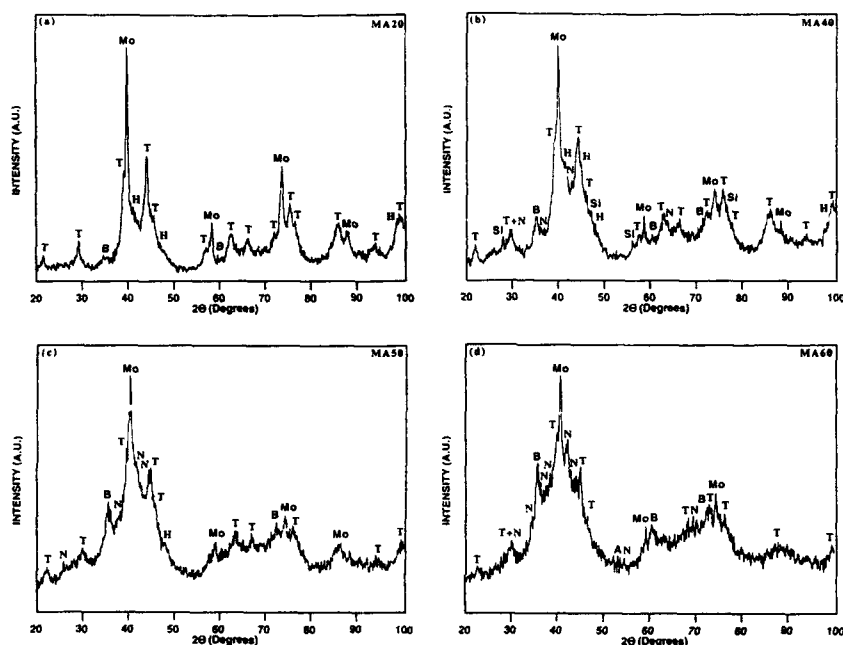 (a) MA20
Mo
T
T
H
T
H
T T B
T Mo B T T
T Mo T T
T Mo T
H T
INTENSITY (A.U.)
20 30 40 50 60 70 80 90 100
2Θ (Degrees)
(b) MA40
Mo
T H N
T H
T
Si
H
T Si T+N B N
Si T Mo B T N T
B T Mo T Si T
T Mo T H T
INTENSITY (A.U.)
20 30 40 50 60 70 80 90 100
2Θ (Degrees)
(c) MA50
Mo
T N N T
T
H
T N T B N
Mo T T B Mo T
Mo T T
INTENSITY (A.U.)
20 30 40 50 60 70 80 90 100
2Θ (Degrees)
(d) MA60
Mo
T N
B N N N T
N T
T T+N
A N Mo B
T N B T Mo T
T T
INTENSITY (A.U.)
20 30 40 50 60 70 80 90 100
2Θ (Degrees)